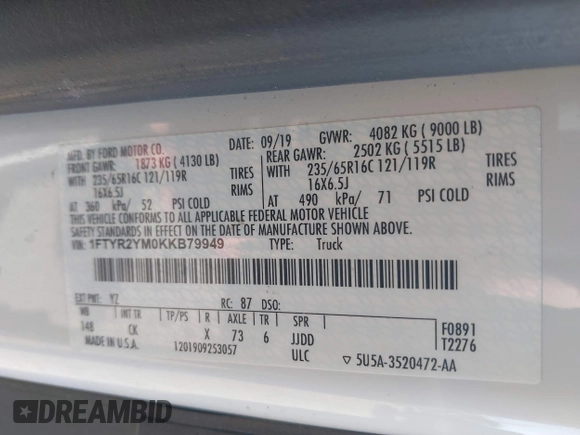 MFD. BY FORD MOTOR CO.
DATE: 09/19 GVWR: 4082 KG ( 9000 LB)
FRONT GAWR: 1873 KG ( 4130 LB)
REAR GAWR: 2502 KG ( 5515 LB)
WITH 235/65R16C 121/119R TIRES
WITH 235/65R16C 121/119R TIRES
16X6.5J RIMS
16X6.5J RIMS
AT 360 kPa/ 52 PSI COLD
AT 490 kPa/ 71 PSI COLD
THIS VEHICLE CONFORMS TO ALL APPLICABLE FEDERAL MOTOR VEHICLE
SAFETY STANDARDS IN EFFECT ON THE DATE OF MANUFACTURE SHOWN ABOVE.
VIN: 1FTYR2YM0KKB79949 TYPE: Truck
EXT PNT: YZ RC: 87 DSO:
WB INT TR TP/PS R AXLE TR SPR
148 CK X 73 6 JJDD
F0891
MADE IN U.S.A. 1201909253057 ULC
T2276
▽ 5U5A-3520472-AA
DREAMBID